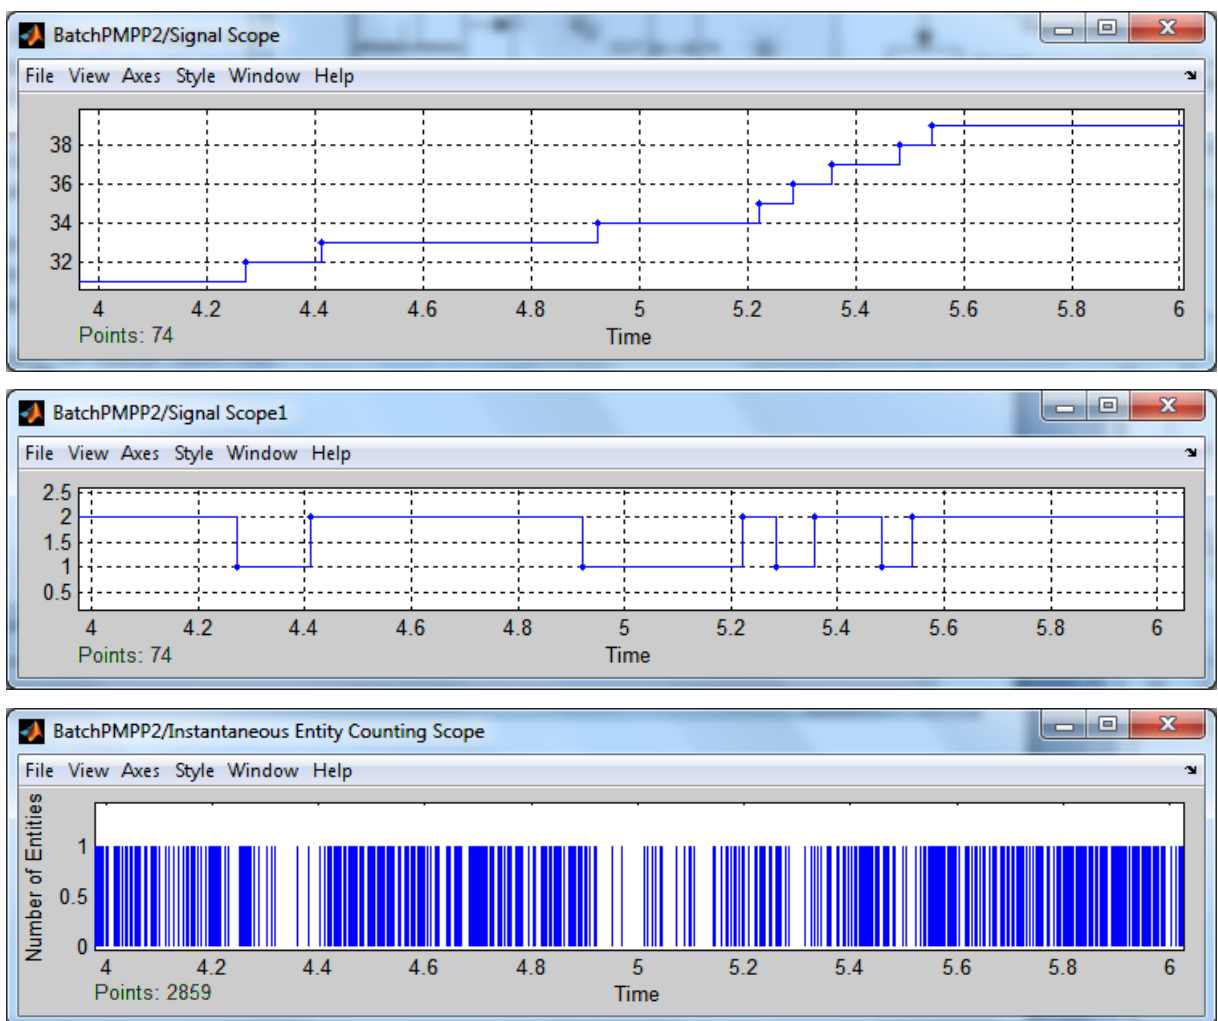 BatchPMPP2/Signal Scope
File View Axes Style Window Help
38
36
34
32
4 4.2 4.4 4.6 4.8 5 5.2 5.4 5.6 5.8 6
Points: 74 Time
BatchPMPP2/Signal Scope1
File View Axes Style Window Help
2.5
2
1.5
1
0.5
4 4.2 4.4 4.6 4.8 5 5.2 5.4 5.6 5.8 6
Points: 74 Time
BatchPMPP2/Instantaneous Entity Counting Scope
File View Axes Style Window Help
Number of Entities
1
0.5
0
4 4.2 4.4 4.6 4.8 5 5.2 5.4 5.6 5.8 6
Points: 2859 Time